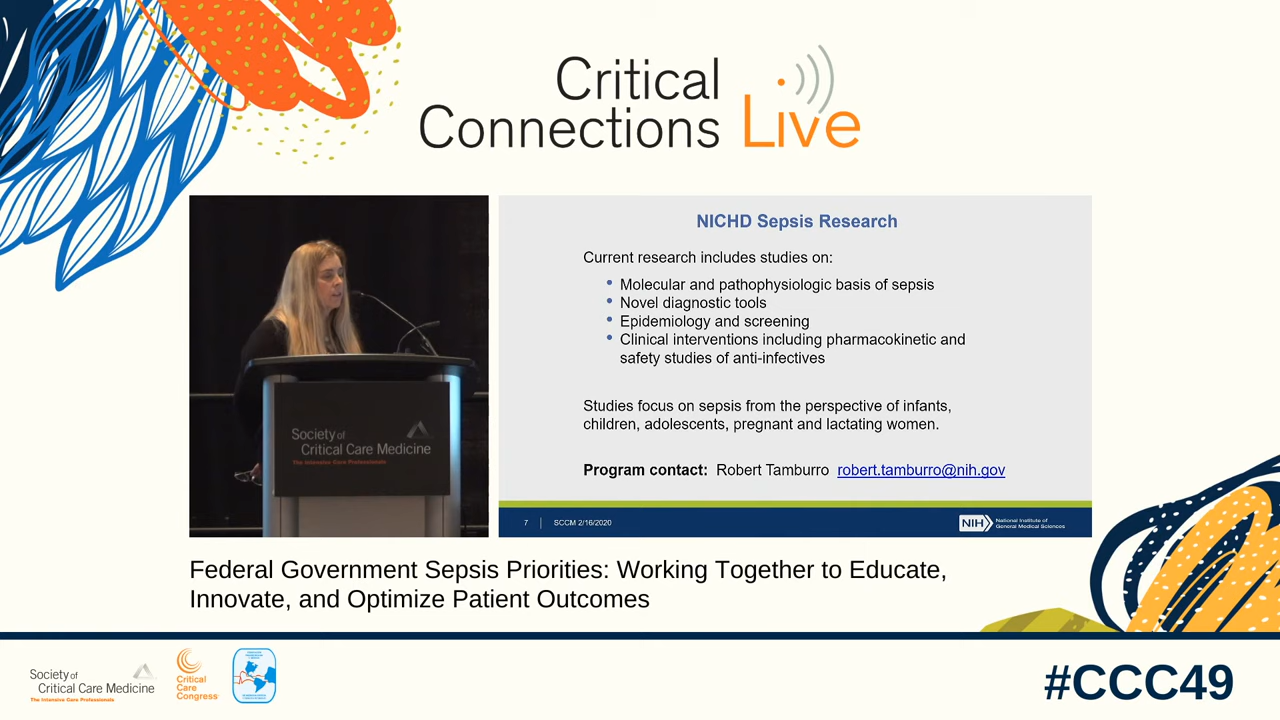 Critical
Connections Live
NICHD Sepsis Research
Current research includes studies on:
• Molecular and pathophysiologic basis of sepsis
• Novel diagnostic tools
• Epidemiology and screening
• Clinical interventions including pharmacokinetic and
safety studies of anti-infectives
Studies focus on sepsis from the perspective of infants,
children, adolescents, pregnant and lactating women.
Program contact: Robert Tamburro robert.tamburro@nih.gov
7 | SCCM 2/16/2020
NIH National Institute of
General Medical Sciences
Society of
Critical Care Medicine
The Intensive Care Professionals
Federal Government Sepsis Priorities: Working Together to Educate,
Innovate, and Optimize Patient Outcomes
Society of
Critical Care Medicine
The Intensive Care Professionals
Critical
Care
Congress
#CCC49